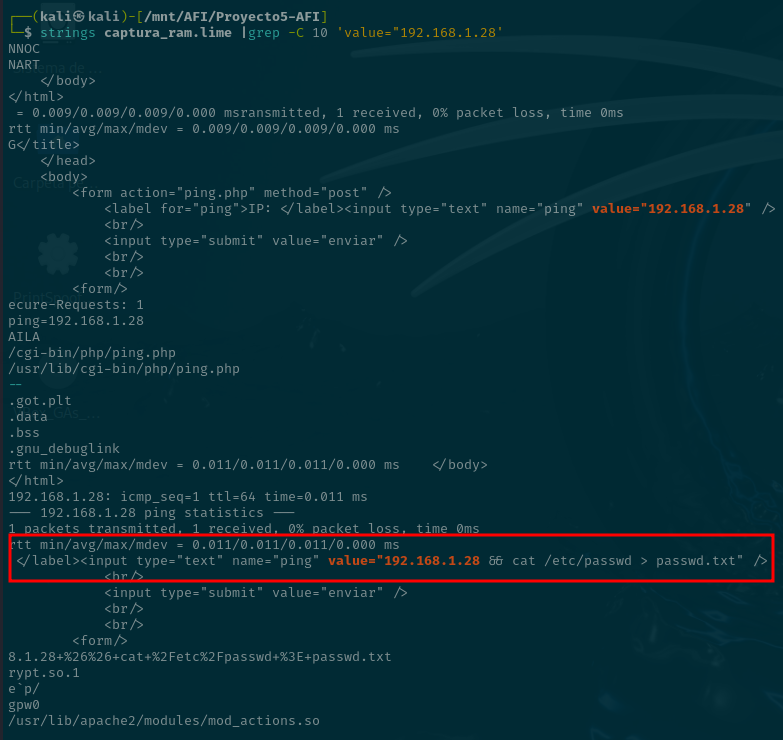 ┌──(kali㉿kali)-[/mnt/AFI/Proyecto5-AFI]
└─$ strings captura_ram.lime |grep -C 10 'value="192.168.1.28'
NNOC
NART
    </body>
</html>
 = 0.009/0.009/0.009/0.000 msransmitted, 1 received, 0% packet loss, time 0ms
rtt min/avg/max/mdev = 0.009/0.009/0.009/0.000 ms
G</title>
    </head>
    <body>
        <form action="ping.php" method="post" />
            <label for="ping">IP: </label><input type="text" name="ping" value="192.168.1.28" />
            <br/>
            <input type="submit" value="enviar" />
            <br/>
            <br/>
        <form/>
ecure-Requests: 1
ping=192.168.1.28
AILA
/cgi-bin/php/ping.php
/usr/lib/cgi-bin/php/ping.php
--
.got.plt
.data
.bss
.gnu_debuglink
rtt min/avg/max/mdev = 0.011/0.011/0.011/0.000 ms    </body>
</html>
192.168.1.28: icmp_seq=1 ttl=64 time=0.011 ms
--- 192.168.1.28 ping statistics ---
1 packets transmitted, 1 received, 0% packet loss, time 0ms
rtt min/avg/max/mdev = 0.011/0.011/0.011/0.000 ms
 </label><input type="text" name="ping" value="192.168.1.28 && cat /etc/passwd > passwd.txt" />
            <br/>
            <input type="submit" value="enviar" />
            <br/>
            <br/>
        <form/>
8.1.28+%26%26+cat+%2Fetc%2Fpasswd+%3E+passwd.txt
rypt.so.1
e`p/
gpw0
/usr/lib/apache2/modules/mod_actions.so